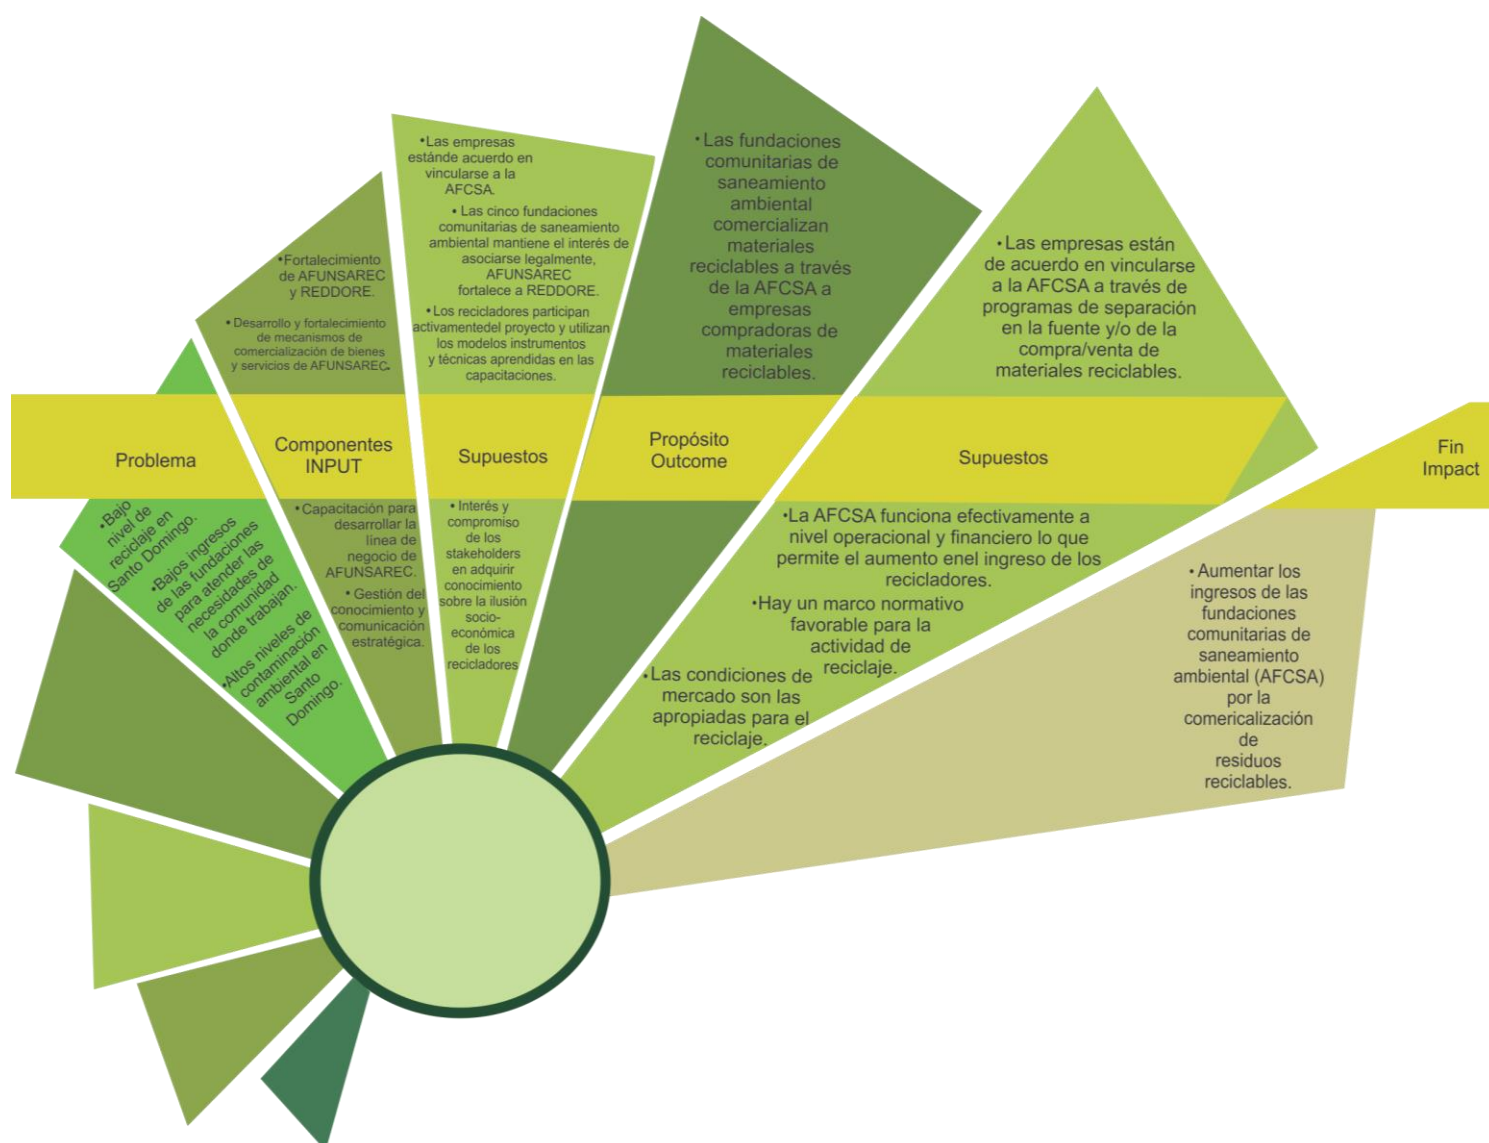 Problema
•Bajo
nivel de
reciclaje en
Santo Domingo.
•Bajos ingresos
de las fundaciones
para atender las
necesidades de
la comunidad
donde trabajan.
•Altos niveles de
contaminación
ambiental en
Santo
Domingo.
•Fortalecimiento
de AFUNSAREC
y REDDORE.
• Desarrollo y fortalecimiento
de mecanismos de
comercialización de bienes
y servicios de AFUNSAREC.
Componentes
INPUT
•Capacitación para
desarrollar la
línea de
negocio de
AFUNSAREC.
• Gestión del
conocimiento y
comunicación
estratégica.
•Las empresas
estánde acuerdo en
vincularse a la
AFCSA.
• Las cinco fundaciones
comunitarias de saneamiento
ambiental mantiene el interés de
asociarse legalmente,
AFUNSAREC
fortalece a REDDORE.
•Los recicladores participan
activamentedel proyecto y utilizan
los modelos instrumentos
y técnicas aprendidas en las
capacitaciones.
Supuestos
• Interés y
compromiso
de los
stakeholders
en adquirir
conocimiento
sobre la ilusión
socio-
económica
de los
recicladores
•Las fundaciones
comunitarias de
saneamiento
ambiental
comercializan
materiales
reciclables a través
de la AFCSA a
empresas
compradoras de
materiales
reciclables.
Propósito
Outcome
•Las empresas están
de acuerdo en vincularse
a la AFCSA a través de
programas de separación
en la fuente y/o de la
compra/venta de
materiales reciclables.
Supuestos
•La AFCSA funciona efectivamente a
nivel operacional y financiero lo que
permite el aumento enel ingreso de los
recicladores.
•Hay un marco normativo
favorable para la
actividad de
reciclaje.
•Las condiciones de
mercado son las
apropiadas para el
reciclaje.
Fin
Impact
• Aumentar los
ingresos de las
fundaciones
comunitarias de
saneamiento
ambiental (AFCSA)
por la
comericalización
de
residuos
reciclables.